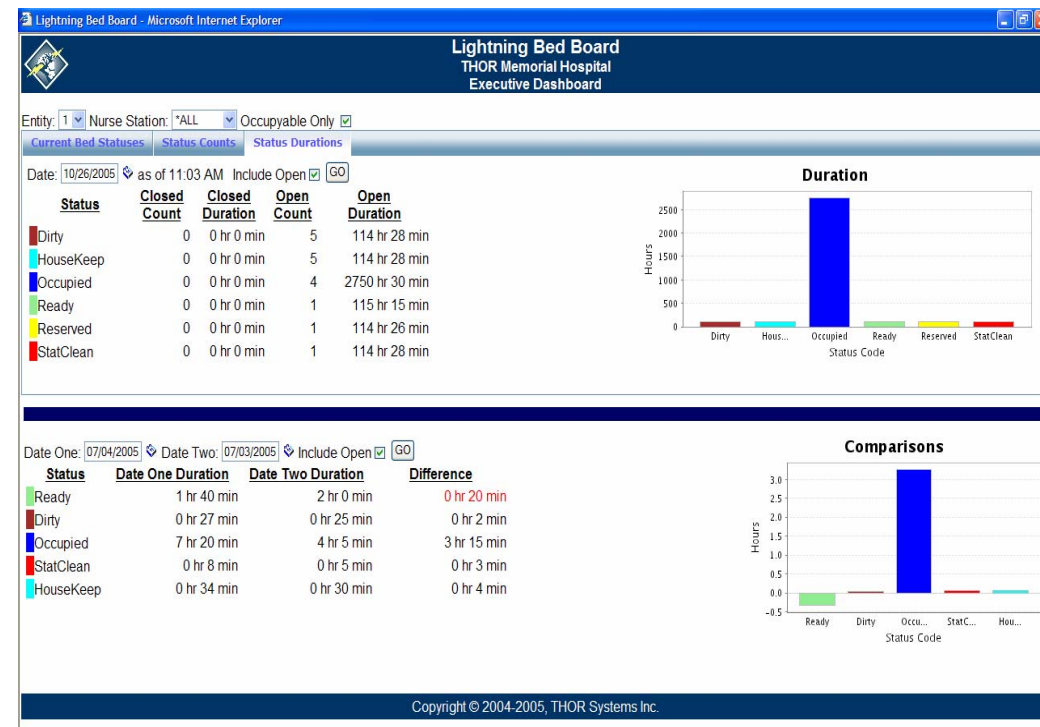 Lightning Bed Board - Microsoft Internet Explorer
Lightning Bed Board
THOR Memorial Hospital
Executive Dashboard
Entity: 1 Nurse Station: *ALL Occupyable Only
Current Bed Statuses Status Counts Status Durations
Date: 10/26/2005 as of 11:03 AM Include Open GO
Status Closed Count Closed Duration Open Count Open Duration
Dirty 0 0 hr 0 min 5 114 hr 28 min
HouseKeep 0 0 hr 0 min 5 114 hr 28 min
Occupied 0 0 hr 0 min 4 2750 hr 30 min
Ready 0 0 hr 0 min 1 115 hr 15 min
Reserved 0 0 hr 0 min 1 114 hr 26 min
StatClean 0 0 hr 0 min 1 114 hr 28 min
Duration
2500
2000
1500
1000
500
0
Hours
Dirty Hous... Occupied Ready Reserved StatClean
Status Code
Date One: 07/04/2005 Date Two: 07/03/2005 Include Open GO
Status Date One Duration Date Two Duration Difference
Ready 1 hr 40 min 2 hr 0 min 0 hr 20 min
Dirty 0 hr 27 min 0 hr 25 min 0 hr 2 min
Occupied 7 hr 20 min 4 hr 5 min 3 hr 15 min
StatClean 0 hr 8 min 0 hr 5 min 0 hr 3 min
HouseKeep 0 hr 34 min 0 hr 30 min 0 hr 4 min
Comparisons
3.0
2.5
2.0
1.5
1.0
0.5
0.0
-0.5
Hours
Ready Dirty Occu... StatC... Hou...
Status Code
Copyright © 2004-2005, THOR Systems Inc.